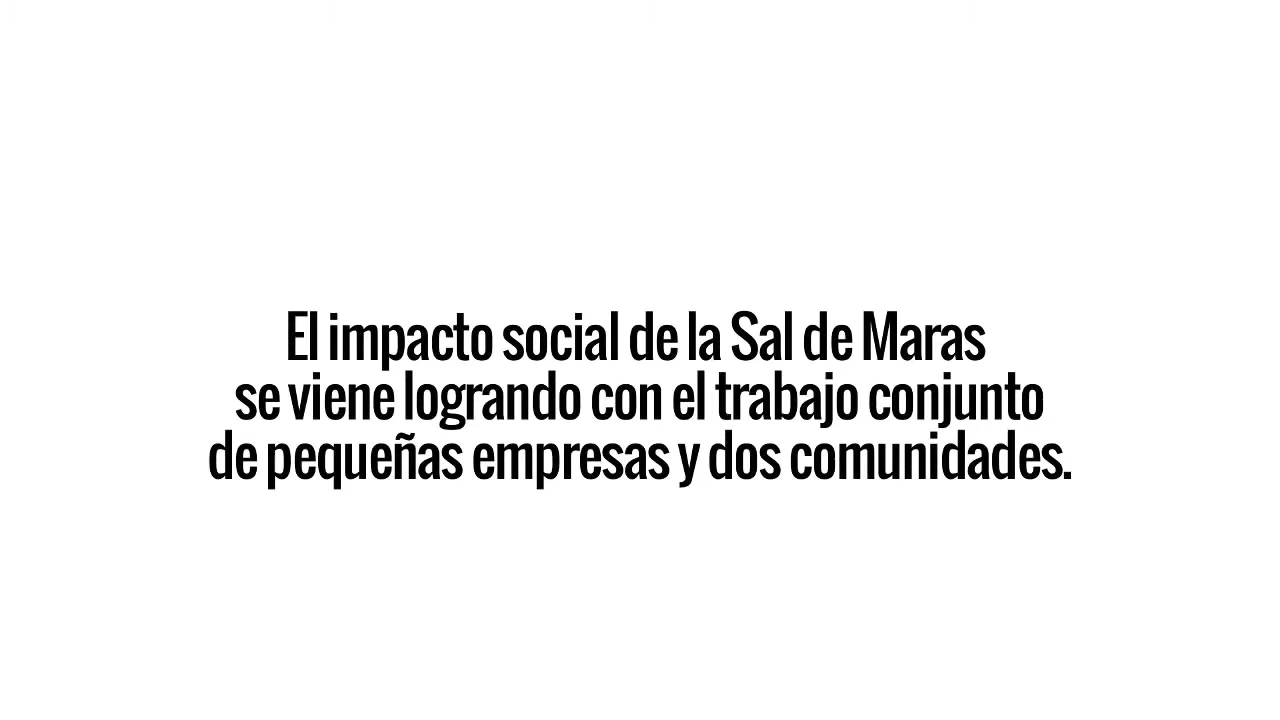 El impacto social de la Sal de Maras
se viene logrando con el trabajo conjunto
de pequeñas empresas y dos comunidades.